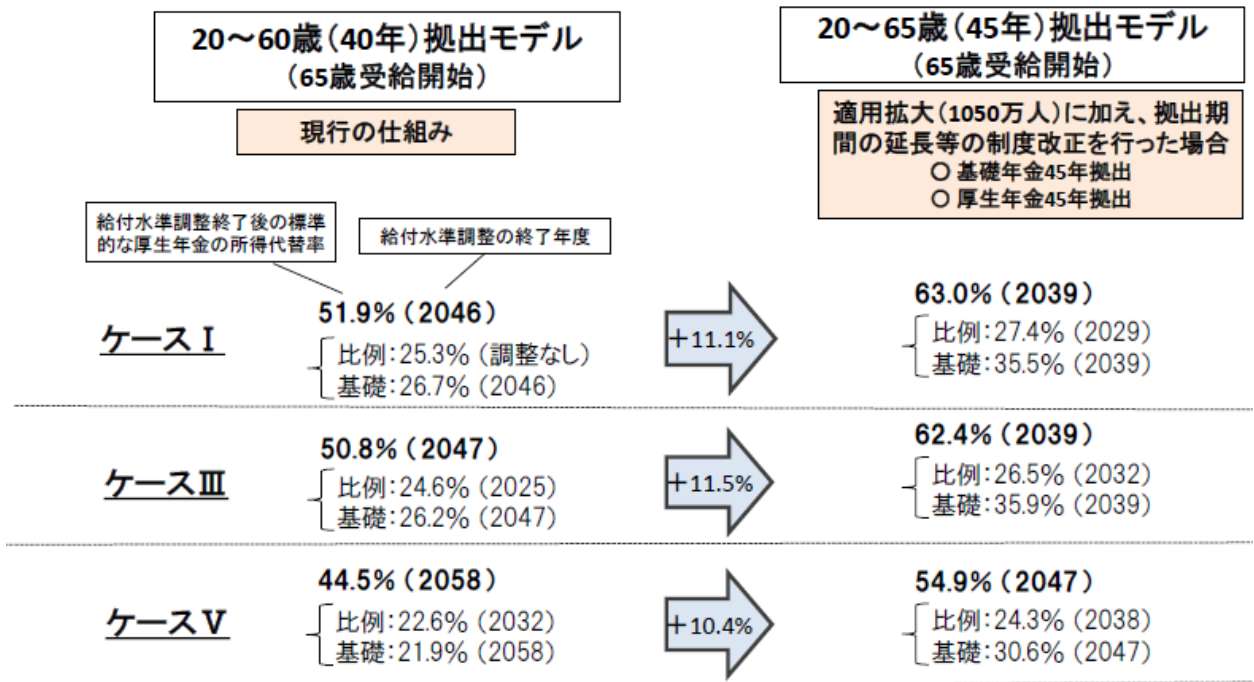 20～60歳（40年）拠出モデル
（65歳受給開始）
現行の仕組み
20～65歳（45年）拠出モデル
（65歳受給開始）
適用拡大（1050万人）に加え、拠出期
間の延長等の制度改正を行った場合
○ 基礎年金45年拠出
○ 厚生年金45年拠出
給付水準調整終了後の標準
的な厚生年金の所得代替率
給付水準調整の終了年度
ケースⅠ
51.9%（2046）
比例：25.3%（調整なし）
基礎：26.7%（2046）
＋11.1%
63.0%（2039）
比例：27.4%（2029）
基礎：35.5%（2039）
ケースⅢ
50.8%（2047）
比例：24.6%（2025）
基礎：26.2%（2047）
＋11.5%
62.4%（2039）
比例：26.5%（2032）
基礎：35.9%（2039）
ケースⅤ
44.5%（2058）
比例：22.6%（2032）
基礎：21.9%（2058）
＋10.4%
54.9%（2047）
比例：24.3%（2038）
基礎：30.6%（2047）